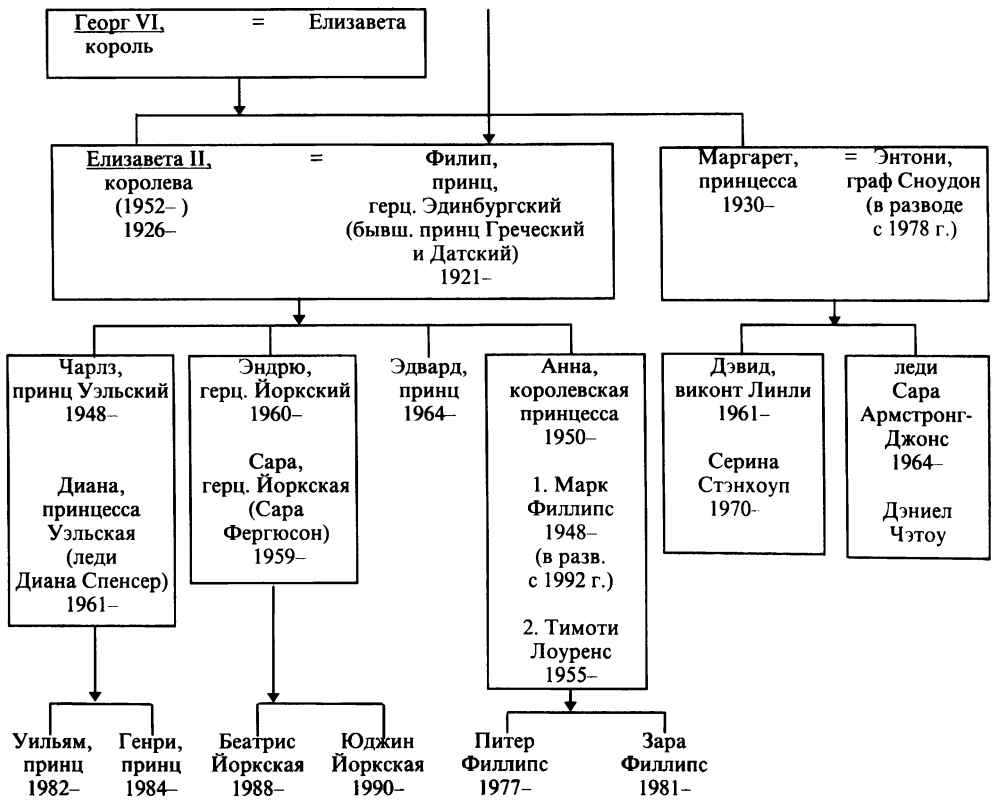 Георг VI, = Елизавета
король
Елизавета II, = Филип,
королева принц,
(1952– ) герц. Эдинбургский
1926– (бывш. принц Греческий
и Датский)
1921–
Маргарет, = Энтони,
принцесса граф Сноудон
1930– (в разводе
с 1978 г.)
Чарлз,
принц Уэльский
1948–
Диана,
принцесса
Уэльская
(леди
Диана Спенсер)
1961–
Эндрю,
герц. Йоркский
1960–
Сара,
герц. Йоркская
(Сара
Фергюсон)
1959–
Эдвард,
принц
1964–
Анна,
королевская
принцесса
1950–
1. Марк
Филлипс
1948–
(в разв.
с 1992 г.)
2. Тимоти
Лоуренс
1955–
Дэвид,
виконт Линли
1961–
Серина
Стэнхоуп
1970–
леди
Сара
Армстронг-
Джонс
1964–
Дэниел
Чэтоу
Уильям,
принц
1982–
Генри,
принц
1984–
Беатрис
Йоркская
1988–
Юджин
Йоркская
1990–
Питер
Филлипс
1977–
Зара
Филлипс
1981–